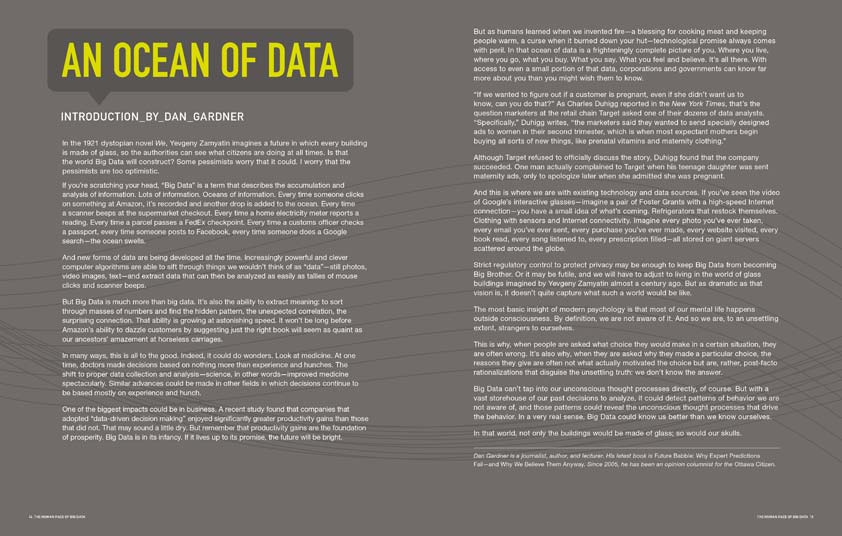 AN OCEAN OF DATA
INTRODUCTION_BY_DAN_GARDNER
In the 1921 dystopian novel We, Yevgeny Zamyatin imagines a future in which every building
is made of glass, so the authorities can see what citizens are doing at all times. Is that
the world Big Data will construct? Some pessimists worry that it could. I worry that the
pessimists are too optimistic.
If you're scratching your head, "Big Data" is a term that describes the accumulation and
analysis of information. Lots of information. Oceans of information. Every time someone clicks
on something at Amazon, it's recorded and another drop is added to the ocean. Every time
a scanner beeps at the supermarket checkout. Every time a home electricity meter reports a
reading. Every time a parcel passes a FedEx checkpoint. Every time a customs officer checks
a passport, every time someone posts to Facebook, every time someone does a Google
search—the ocean swells.
And new forms of data are being developed all the time. Increasingly powerful and clever
computer algorithms are able to sift through things we wouldn't think of as "data"—still photos,
video images, text—and extract data that can then be analyzed as easily as tallies of mouse
clicks and scanner beeps.
But Big Data is much more than big data. It's also the ability to extract meaning: to sort
through masses of numbers and find the hidden pattern, the unexpected correlation, the
surprising connection. That ability is growing at astonishing speed. It won't be long before
Amazon's ability to dazzle customers by suggesting just the right book will seem as quaint as
our ancestors' amazement at horseless carriages.
In many ways, this is all to the good. Indeed, it could do wonders. Look at medicine. At one
time, doctors made decisions based on nothing more than experience and hunches. The
shift to proper data collection and analysis—science, in other words—improved medicine
spectacularly. Similar advances could be made in other fields in which decisions continue to
be based mostly on experience and hunch.
One of the biggest impacts could be in business. A recent study found that companies that
adopted "data-driven decision making" enjoyed significantly greater productivity gains than those
that did not. That may sound a little dry. But remember that productivity gains are the foundation
of prosperity. Big Data is in its infancy. If it lives up to its promise, the future will be bright.
But as humans learned when we invented fire—a blessing for cooking meat and keeping
people warm, a curse when it burned down your hut—technological promise always comes
with peril. In that ocean of data is a frighteningly complete picture of you. Where you live,
where you go, what you buy. What you say. What you feel and believe. It's all there. With
access to even a small portion of that data, corporations and governments can know far
more about you than you might wish them to know.
"If we wanted to figure out if a customer is pregnant, even if she didn't want us to
know, can you do that?" As Charles Duhigg reported in the New York Times, that's the
question marketers at the retail chain Target asked one of their dozens of data analysts.
"Specifically," Duhigg writes, "the marketers said they wanted to send specially designed
ads to women in their second trimester, which is when most expectant mothers begin
buying all sorts of new things, like prenatal vitamins and maternity clothing."
Although Target refused to officially discuss the story, Duhigg found that the company
succeeded. One man actually complained to Target when his teenage daughter was sent
maternity ads, only to apologize later when she admitted she was pregnant.
And this is where we are with existing technology and data sources. If you've seen the video
of Google's interactive glasses—imagine a pair of Foster Grants with a high-speed Internet
connection—you have a small idea of what's coming. Refrigerators that restock themselves.
Clothing with sensors and Internet connectivity. Imagine every photo you've ever taken,
every email you've ever sent, every purchase you've ever made, every website visited, every
book read, every song listened to, every prescription filled—all stored on giant servers
scattered around the globe.
Strict regulatory control to protect privacy may be enough to keep Big Data from becoming
Big Brother. Or it may be futile, and we will have to adjust to living in the world of glass
buildings imagined by Yevgeny Zamyatin almost a century ago. But as dramatic as that
vision is, it doesn't quite capture what such a world would be like.
The most basic insight of modern psychology is that most of our mental life happens
outside consciousness. By definition, we are not aware of it. And so we are, to an unsettling
extent, strangers to ourselves.
This is why, when people are asked what choice they would make in a certain situation, they
are often wrong. It's also why, when they are asked why they made a particular choice, the
reasons they give are often not what actually motivated the choice but are, rather, post-facto
rationalizations that disguise the unsettling truth: we don't know the answer.
Big Data can't tap into our unconscious thought processes directly, of course. But with a
vast storehouse of our past decisions to analyze, it could detect patterns of behavior we are
not aware of, and those patterns could reveal the unconscious thought processes that drive
the behavior. In a very real sense, Big Data could know us better than we know ourselves.
In that world, not only the buildings would be made of glass; so would our skulls.
Dan Gardner is a journalist, author, and lecturer. His latest book is Future Babble: Why Expert Predictions
Fail—and Why We Believe Them Anyway. Since 2005, he has been an opinion columnist for the Ottawa Citizen.
THE HUMAN FACE OF BIG DATA
THE HUMAN FACE OF BIG DATA